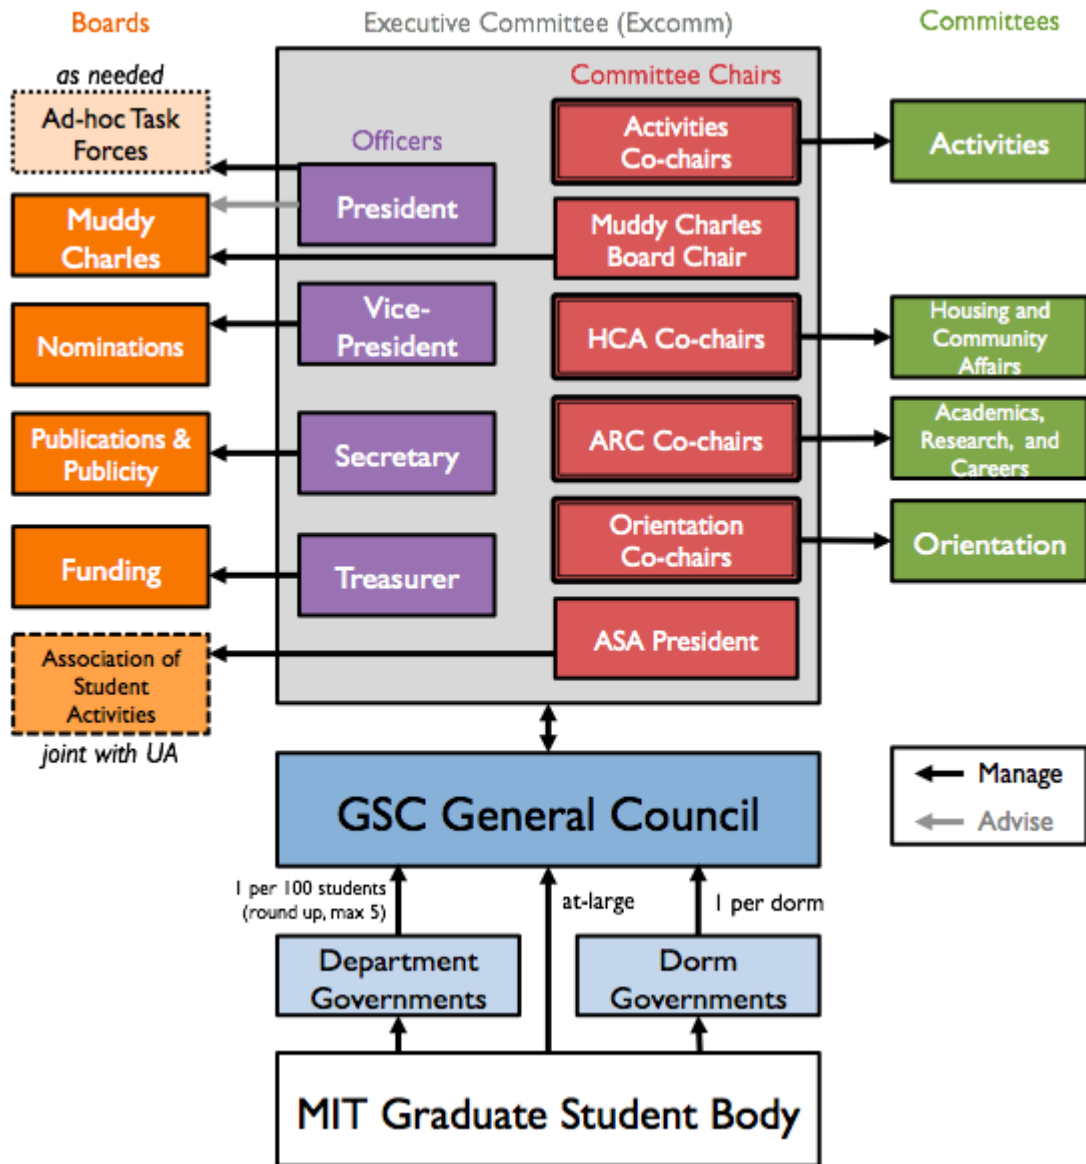 Boards
Executive Committee (Excomm)
Committees
as needed
Ad-hoc Task
Forces
Muddy
Charles
Nominations
Publications &
Publicity
Funding
Association of
Student
Activities
joint with UA
Officers
President
Vice-
President
Secretary
Treasurer
Committee Chairs
Activities
Co-chairs
Muddy Charles
Board Chair
HCA Co-chairs
ARC Co-chairs
Orientation
Co-chairs
ASA President
Activities
Housing and
Community
Affairs
Academics,
Research, and
Careers
Orientation
Manage
Advise
GSC General Council
1 per 100 students
(round up, max 5)
at-large
1 per dorm
Department
Governments
Dorm
Governments
MIT Graduate Student Body